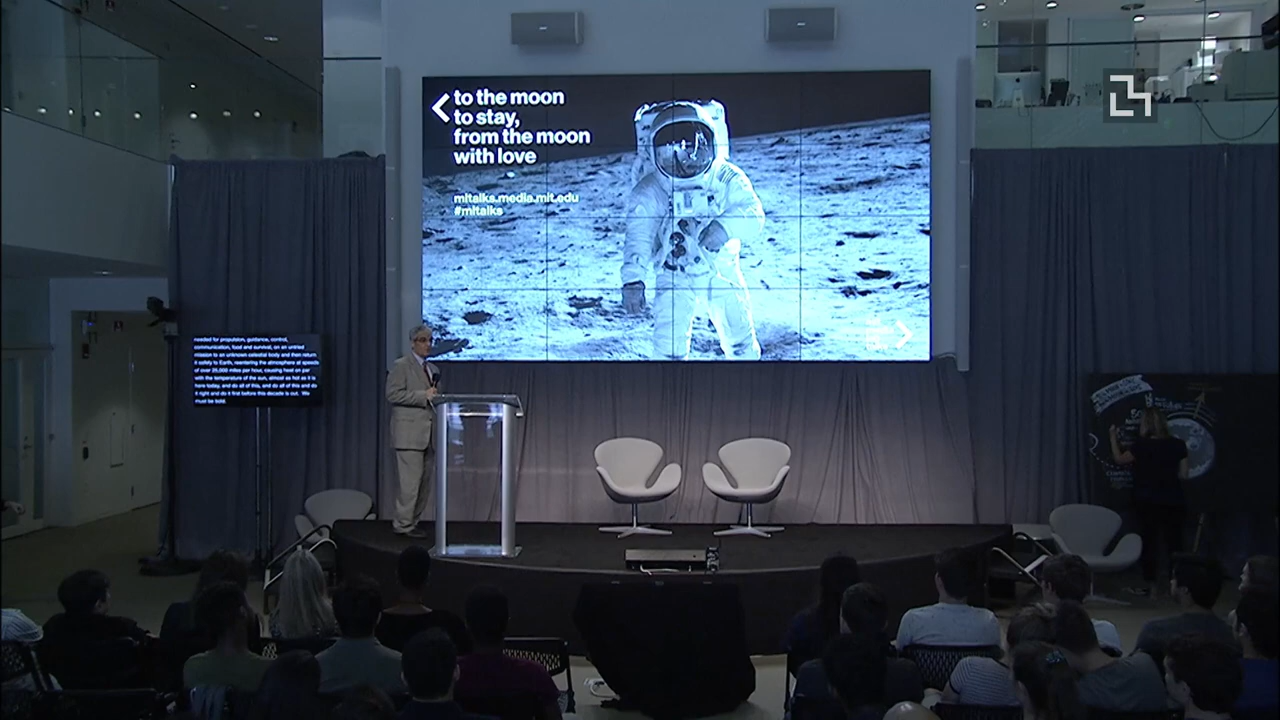 to the moon
to stay,
from the moon
with love
mitalks.media.mit.edu
#mitalks
needed for propulsion, guidance, control,
communication, food and survival, on an untried
mission to an unknown celestial body and then return
it safely to Earth, reentering the atmosphere at speeds
of over 25,000 miles per hour, causing heat on par
with the temperature of the sun, almost as hot as it is
here today, and do all of this, and do all of this and do
it right and do it first before this decade is out. We
must be bold.